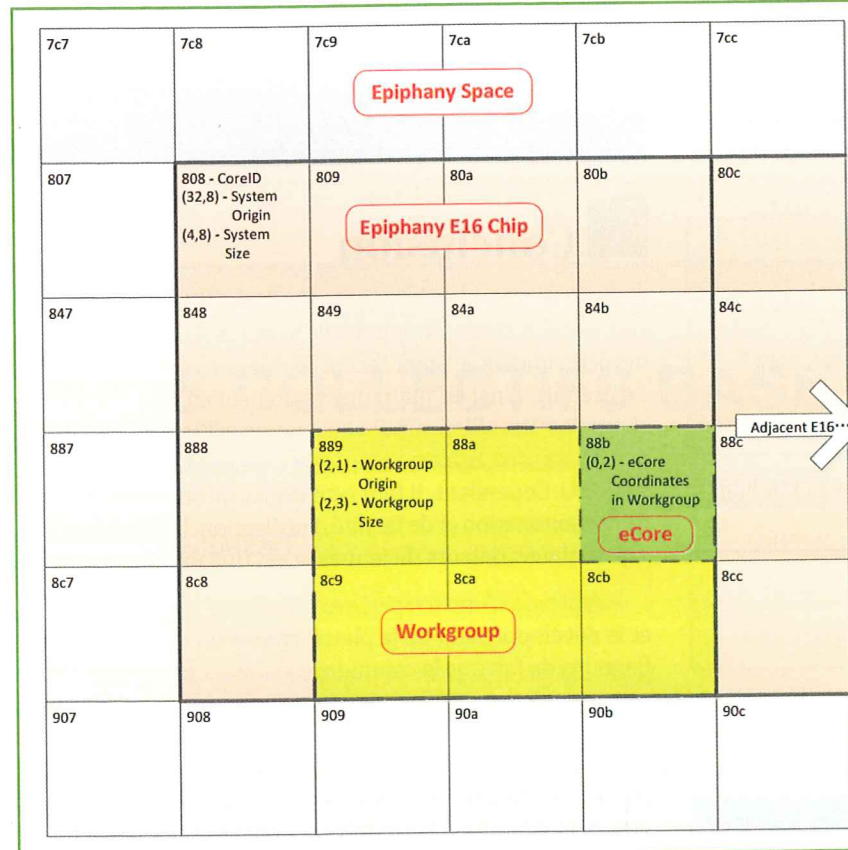 7c7 7c8 7c9 7ca 7cb 7cc
Epiphany Space
807 808 - CoreID 809 80a 80b 80c
(32,8) - System
Origin
(4,8) - System
Size
Epiphany E16 Chip
847 848 849 84a 84b 84c
Adjacent E16...
887 888 889 88a 88b 88c
(2,1) - Workgroup
Origin
(2,3) - Workgroup
Size
(0,2) - eCore
Coordinates
in Workgroup
eCore
8c7 8c8 8c9 8ca 8cb 8cc
Workgroup
907 908 909 90a 90b 90c